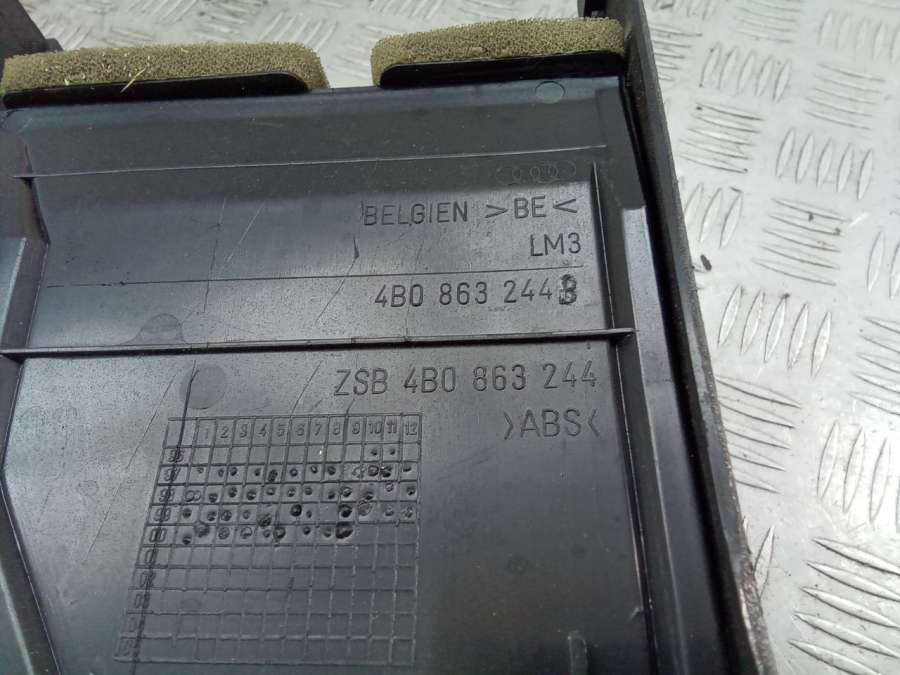 BELGIEN >BE<
LM3
4B0 863 244B
ZSB 4B0 863 244
>ABS<
1 2 3 4 5 6 7 8 9 10 11 12